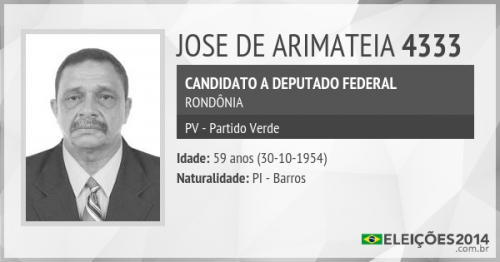 JOSE DE ARIMATEIA 4333
CANDIDATO A DEPUTADO FEDERAL
RONDÔNIA
PV - Partido Verde
Idade: 59 anos (30-10-1954)
Naturalidade: PI - Barros
ELEIÇÕES2014
.com.br